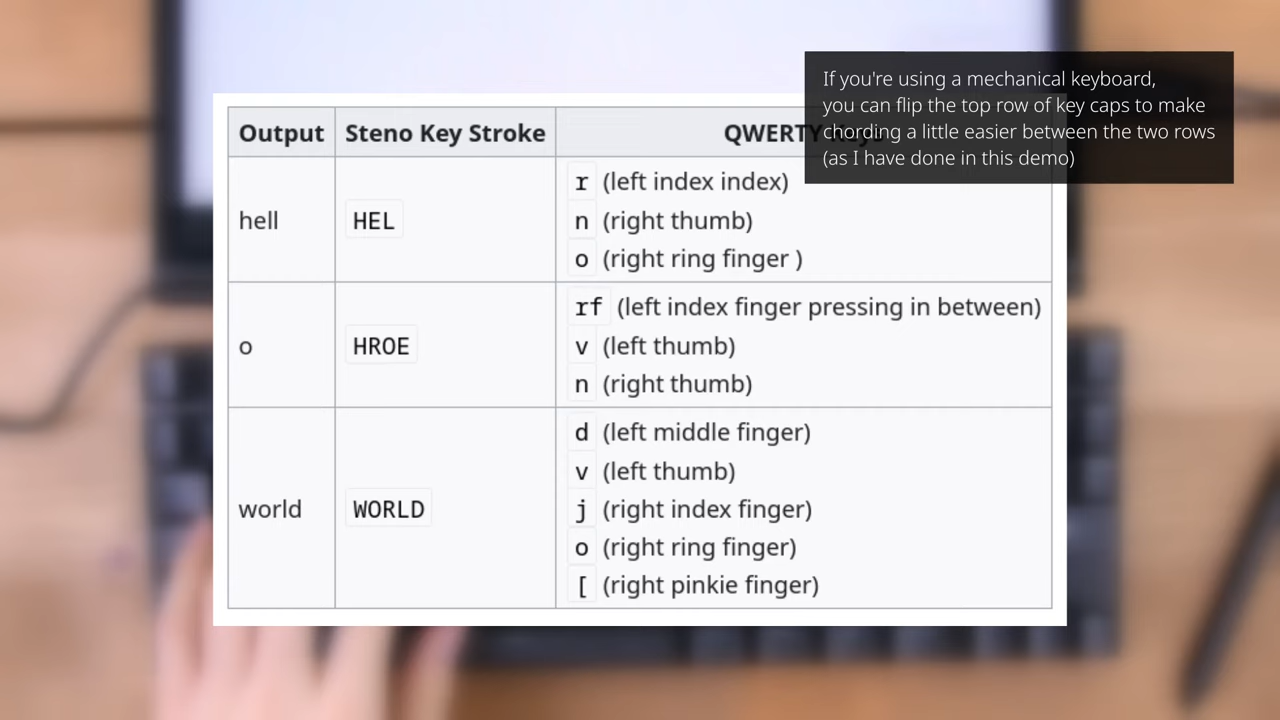 If you're using a mechanical keyboard,
you can flip the top row of key caps to make
chording a little easier between the two rows
(as I have done in this demo)
Output
Steno Key Stroke
QWERTY Keys
hell
HEL
r (left index index)
n (right thumb)
o (right ring finger )
o
HROE
rf (left index finger pressing in between)
v (left thumb)
n (right thumb)
world
WORLD
d (left middle finger)
v (left thumb)
j (right index finger)
o (right ring finger)
[ (right pinkie finger)